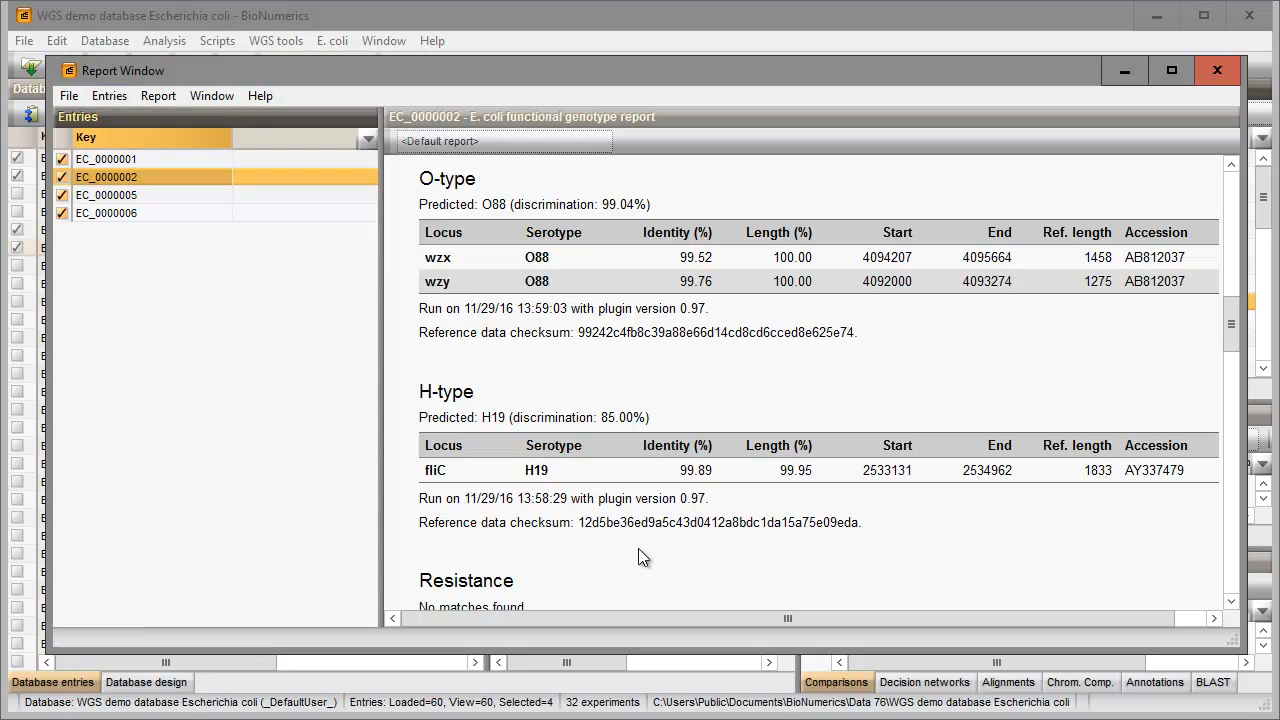 WGS demo database Escherichia coli - BioNumerics
File Edit Database Analysis Scripts WGS tools E. coli Window Help
Report Window
File Entries Report Window Help
Entries
Key
EC_0000001
EC_0000002
EC_0000005
EC_0000006
EC_0000002 - E. coli functional genotype report
<Default report>
O-type
Predicted: O88 (discrimination: 99.04%)
Locus Serotype Identity (%) Length (%) Start End Ref. length Accession
wzx O88 99.52 100.00 4094207 4095664 1458 AB812037
wzy O88 99.76 100.00 4092000 4093274 1275 AB812037
Run on 11/29/16 13:59:03 with plugin version 0.97.
Reference data checksum: 99242c4fb8c39a88e66d14cd8cd6cced8e625e74.
H-type
Predicted: H19 (discrimination: 85.00%)
Locus Serotype Identity (%) Length (%) Start End Ref. length Accession
fliC H19 99.89 99.95 2533131 2534962 1833 AY337479
Run on 11/29/16 13:58:29 with plugin version 0.97.
Reference data checksum: 12d5be36ed9a5c43d0412a8bdc1da15a75e09eda.
Resistance
No matches found
Database entries Database design
Comparisons Decision networks Alignments Chrom. Comp. Annotations BLAST
Database: WGS demo database Escherichia coli (_DefaultUser_) Entries: Loaded=60, View=60, Selected=4 32 experiments C:\Users\Public\Documents\BioNumerics\Data 76\WGS demo database Escherichia coli